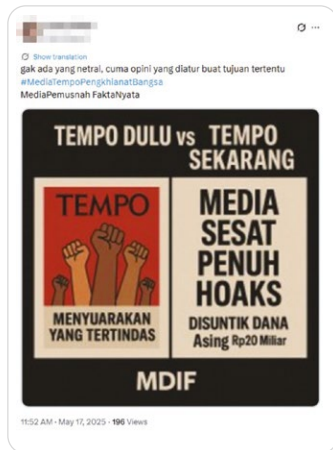 Show translation
gak ada yang netral, cuma opini yang diatur buat tujuan tertentu
#MediaTempoPengkhianatBangsa
MediaPemusnah FaktaNyata
TEMPO DULU vs TEMPO
SEKARANG
TEMPO
MENYUARAKAN
YANG TERTINDAS
MEDIA
SESAT
PENUH
HOAKS
DISUNTIK DANA
Asing Rp20 Miliar
MDIF
11:52 AM · May 17, 2025 · 196 Views